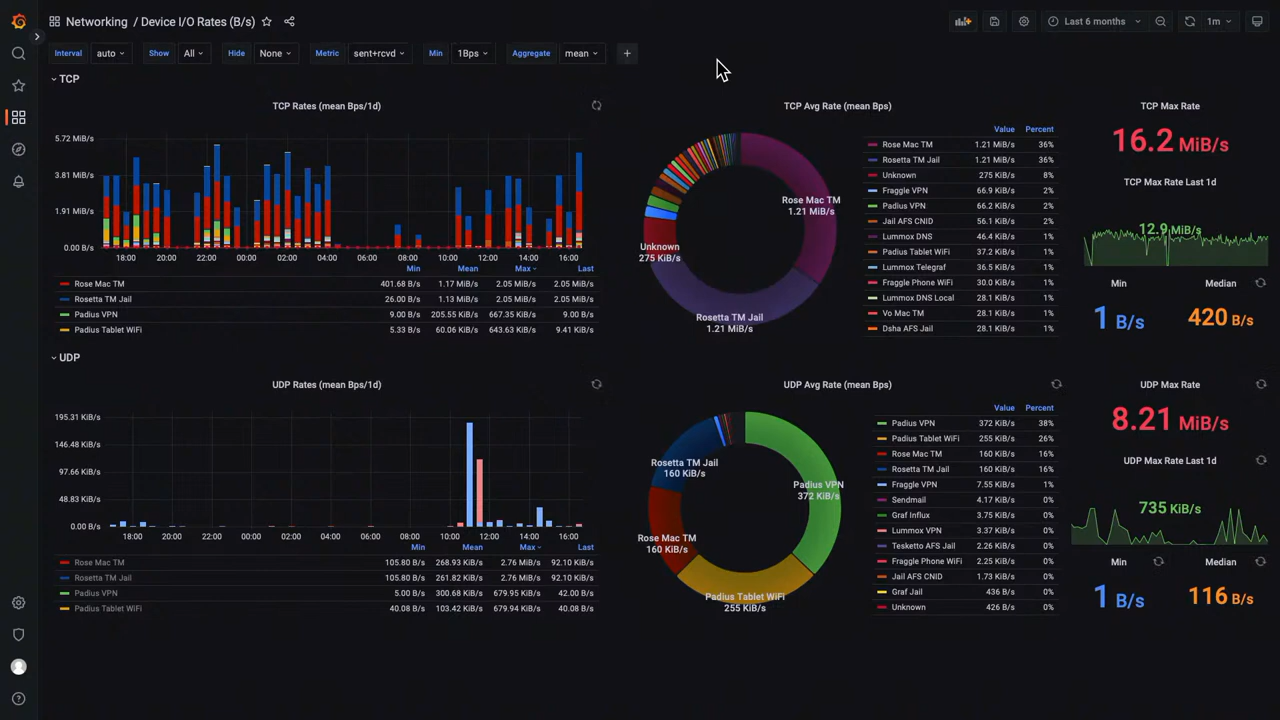 Networking / Device I/O Rates (B/s)
Last 6 months
1m
Interval auto Show All Hide None Metric sent+rcvd Min 1Bps Aggregate mean +
TCP
TCP Rates (mean Bps/1d)
5.72 MiB/s
3.81 MiB/s
1.91 MiB/s
0.00 B/s
18:00 20:00 22:00 00:00 02:00 04:00 06:00 08:00 10:00 12:00 14:00 16:00
Min Mean Max Last
Rose Mac TM 401.68 B/s 1.17 MiB/s 2.05 MiB/s 2.05 MiB/s
Rosetta TM Jail 26.00 B/s 1.13 MiB/s 2.05 MiB/s 2.05 MiB/s
Padius VPN 9.00 B/s 205.55 KiB/s 667.35 KiB/s 9.00 B/s
Padius Tablet WiFi 5.33 B/s 60.06 KiB/s 643.63 KiB/s 9.41 KiB/s
TCP Avg Rate (mean Bps)
Rose Mac TM
1.21 MiB/s
Unknown
275 KiB/s
Rosetta TM Jail
1.21 MiB/s
Value Percent
Rose Mac TM 1.21 MiB/s 36%
Rosetta TM Jail 1.21 MiB/s 36%
Unknown 275 KiB/s 8%
Fraggle VPN 66.9 KiB/s 2%
Padius VPN 66.2 KiB/s 2%
Jail AFS CNID 56.1 KiB/s 2%
Lummox DNS 46.4 KiB/s 1%
Padius Tablet WiFi 37.2 KiB/s 1%
Lummox Telegraf 36.5 KiB/s 1%
Fraggle Phone WiFi 30.0 KiB/s 1%
Lummox DNS Local 28.1 KiB/s 1%
Vo Mac TM 28.1 KiB/s 1%
Dsha AFS Jail 28.1 KiB/s 1%
TCP Max Rate
16.2 MiB/s
TCP Max Rate Last 1d
12.9 MiB/s
Min Median
1 B/s 420 B/s
UDP
UDP Rates (mean Bps/1d)
195.31 KiB/s
146.48 KiB/s
97.66 KiB/s
48.83 KiB/s
0.00 B/s
18:00 20:00 22:00 00:00 02:00 04:00 06:00 08:00 10:00 12:00 14:00 16:00
Min Mean Max Last
Rose Mac TM 105.80 B/s 268.93 KiB/s 2.76 MiB/s 92.10 KiB/s
Rosetta TM Jail 105.80 B/s 261.82 KiB/s 2.76 MiB/s 92.10 KiB/s
Padius VPN 5.00 B/s 300.68 KiB/s 679.95 KiB/s 42.00 B/s
Padius Tablet WiFi 40.08 B/s 103.42 KiB/s 679.94 KiB/s 40.08 B/s
UDP Avg Rate (mean Bps)
Rosetta TM Jail
160 KiB/s
Padius VPN
372 KiB/s
Rose Mac TM
160 KiB/s
Padius Tablet WiFi
255 KiB/s
Value Percent
Padius VPN 372 KiB/s 38%
Padius Tablet WiFi 255 KiB/s 26%
Rose Mac TM 160 KiB/s 16%
Rosetta TM Jail 160 KiB/s 16%
Fraggle VPN 7.55 KiB/s 1%
Sendmail 4.17 KiB/s 0%
Graf Influx 3.75 KiB/s 0%
Lummox VPN 3.37 KiB/s 0%
Tesketto AFS Jail 2.26 KiB/s 0%
Fraggle Phone WiFi 2.25 KiB/s 0%
Jail AFS CNID 1.73 KiB/s 0%
Graf Jail 436 B/s 0%
Unknown 426 B/s 0%
UDP Max Rate
8.21 MiB/s
UDP Max Rate Last 1d
735 KiB/s
Min Median
1 B/s 116 B/s